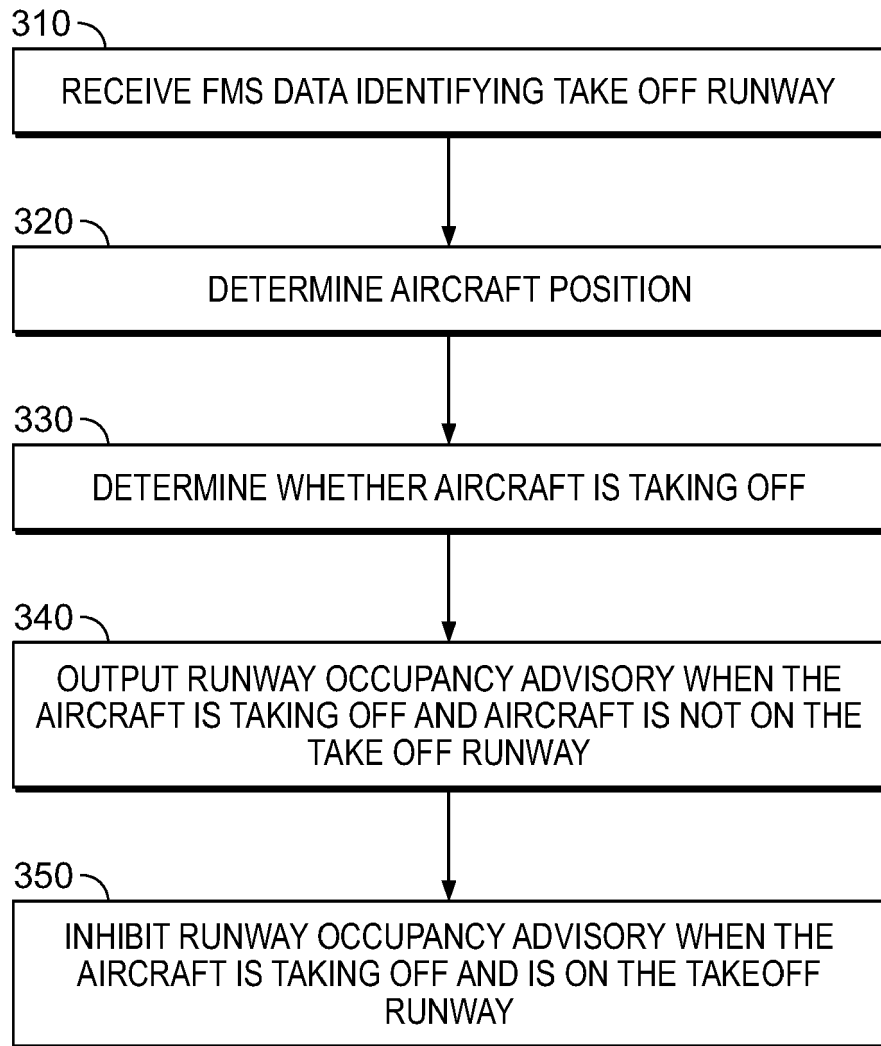 310
RECEIVE FMS DATA IDENTIFYING TAKE OFF RUNWAY
320
DETERMINE AIRCRAFT POSITION
330
DETERMINE WHETHER AIRCRAFT IS TAKING OFF
340
OUTPUT RUNWAY OCCUPANCY ADVISORY WHEN THE
AIRCRAFT IS TAKING OFF AND AIRCRAFT IS NOT ON THE
TAKE OFF RUNWAY
350
INHIBIT RUNWAY OCCUPANCY ADVISORY WHEN THE
AIRCRAFT IS TAKING OFF AND IS ON THE TAKEOFF
RUNWAY